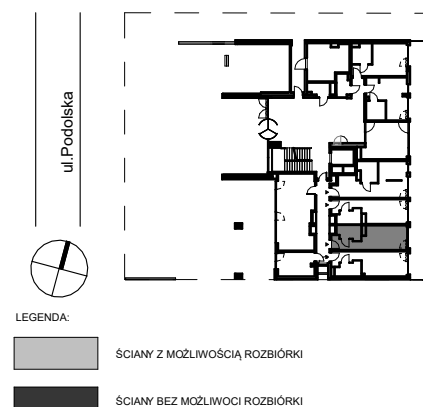 ul.Podolska
LEGENDA:
ŚCIANY Z MOŻLIWOŚCIĄ ROZBIÓRKI
ŚCIANY BEZ MOŻLIWOCI ROZBIÓRKI